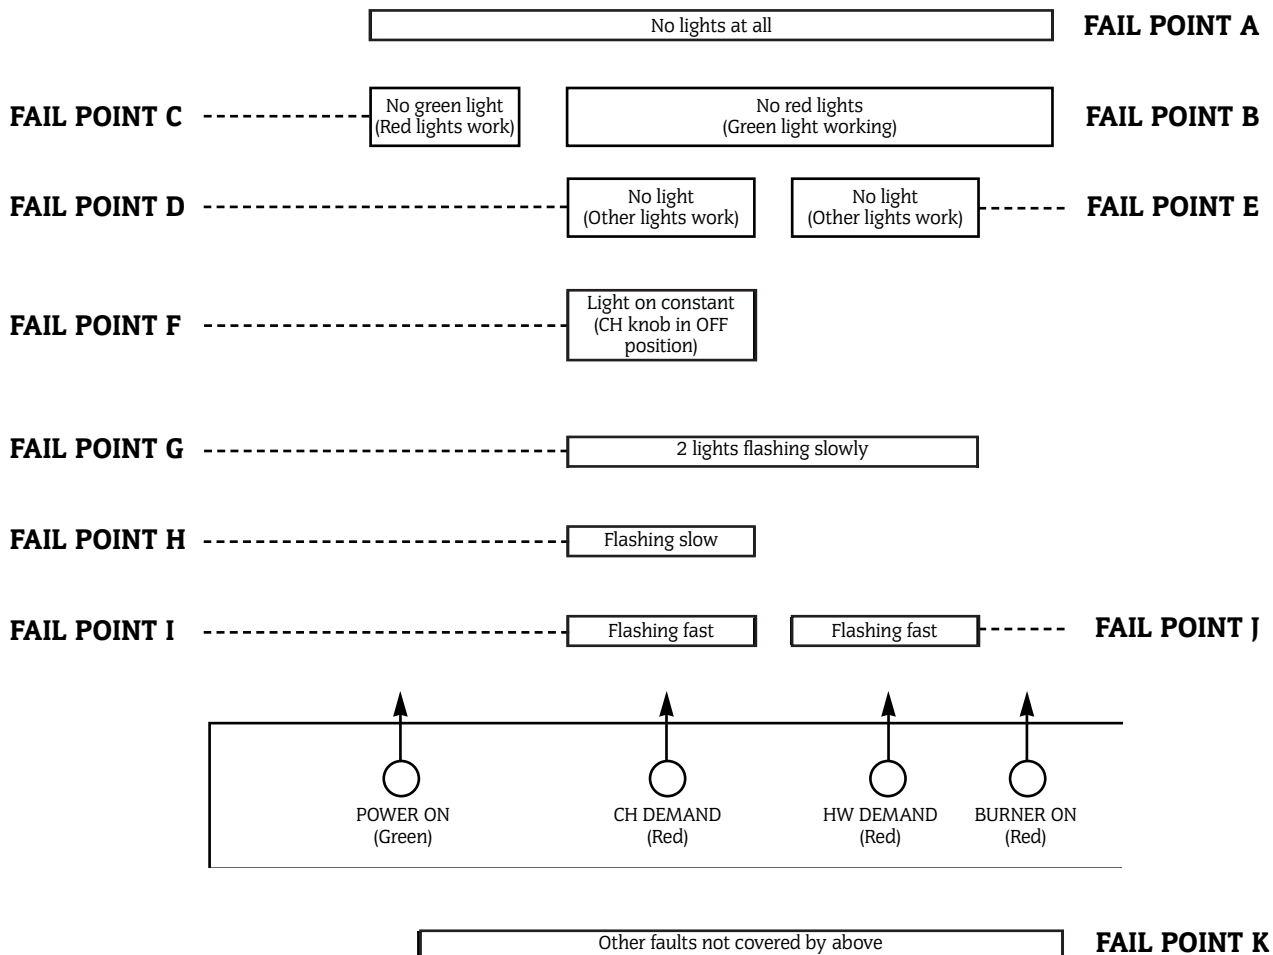 No lights at all
FAIL POINT A
FAIL POINT C
No green light
(Red lights work)
No red lights
(Green light working)
FAIL POINT B
FAIL POINT D
No light
(Other lights work)
No light
(Other lights work)
FAIL POINT E
FAIL POINT F
Light on constant
(CH knob in OFF
position)
FAIL POINT G
2 lights flashing slowly
FAIL POINT H
Flashing slow
FAIL POINT I
Flashing fast
Flashing fast
FAIL POINT J
POWER ON
(Green)
CH DEMAND
(Red)
HW DEMAND
(Red)
BURNER ON
(Red)
Other faults not covered by above
FAIL POINT K